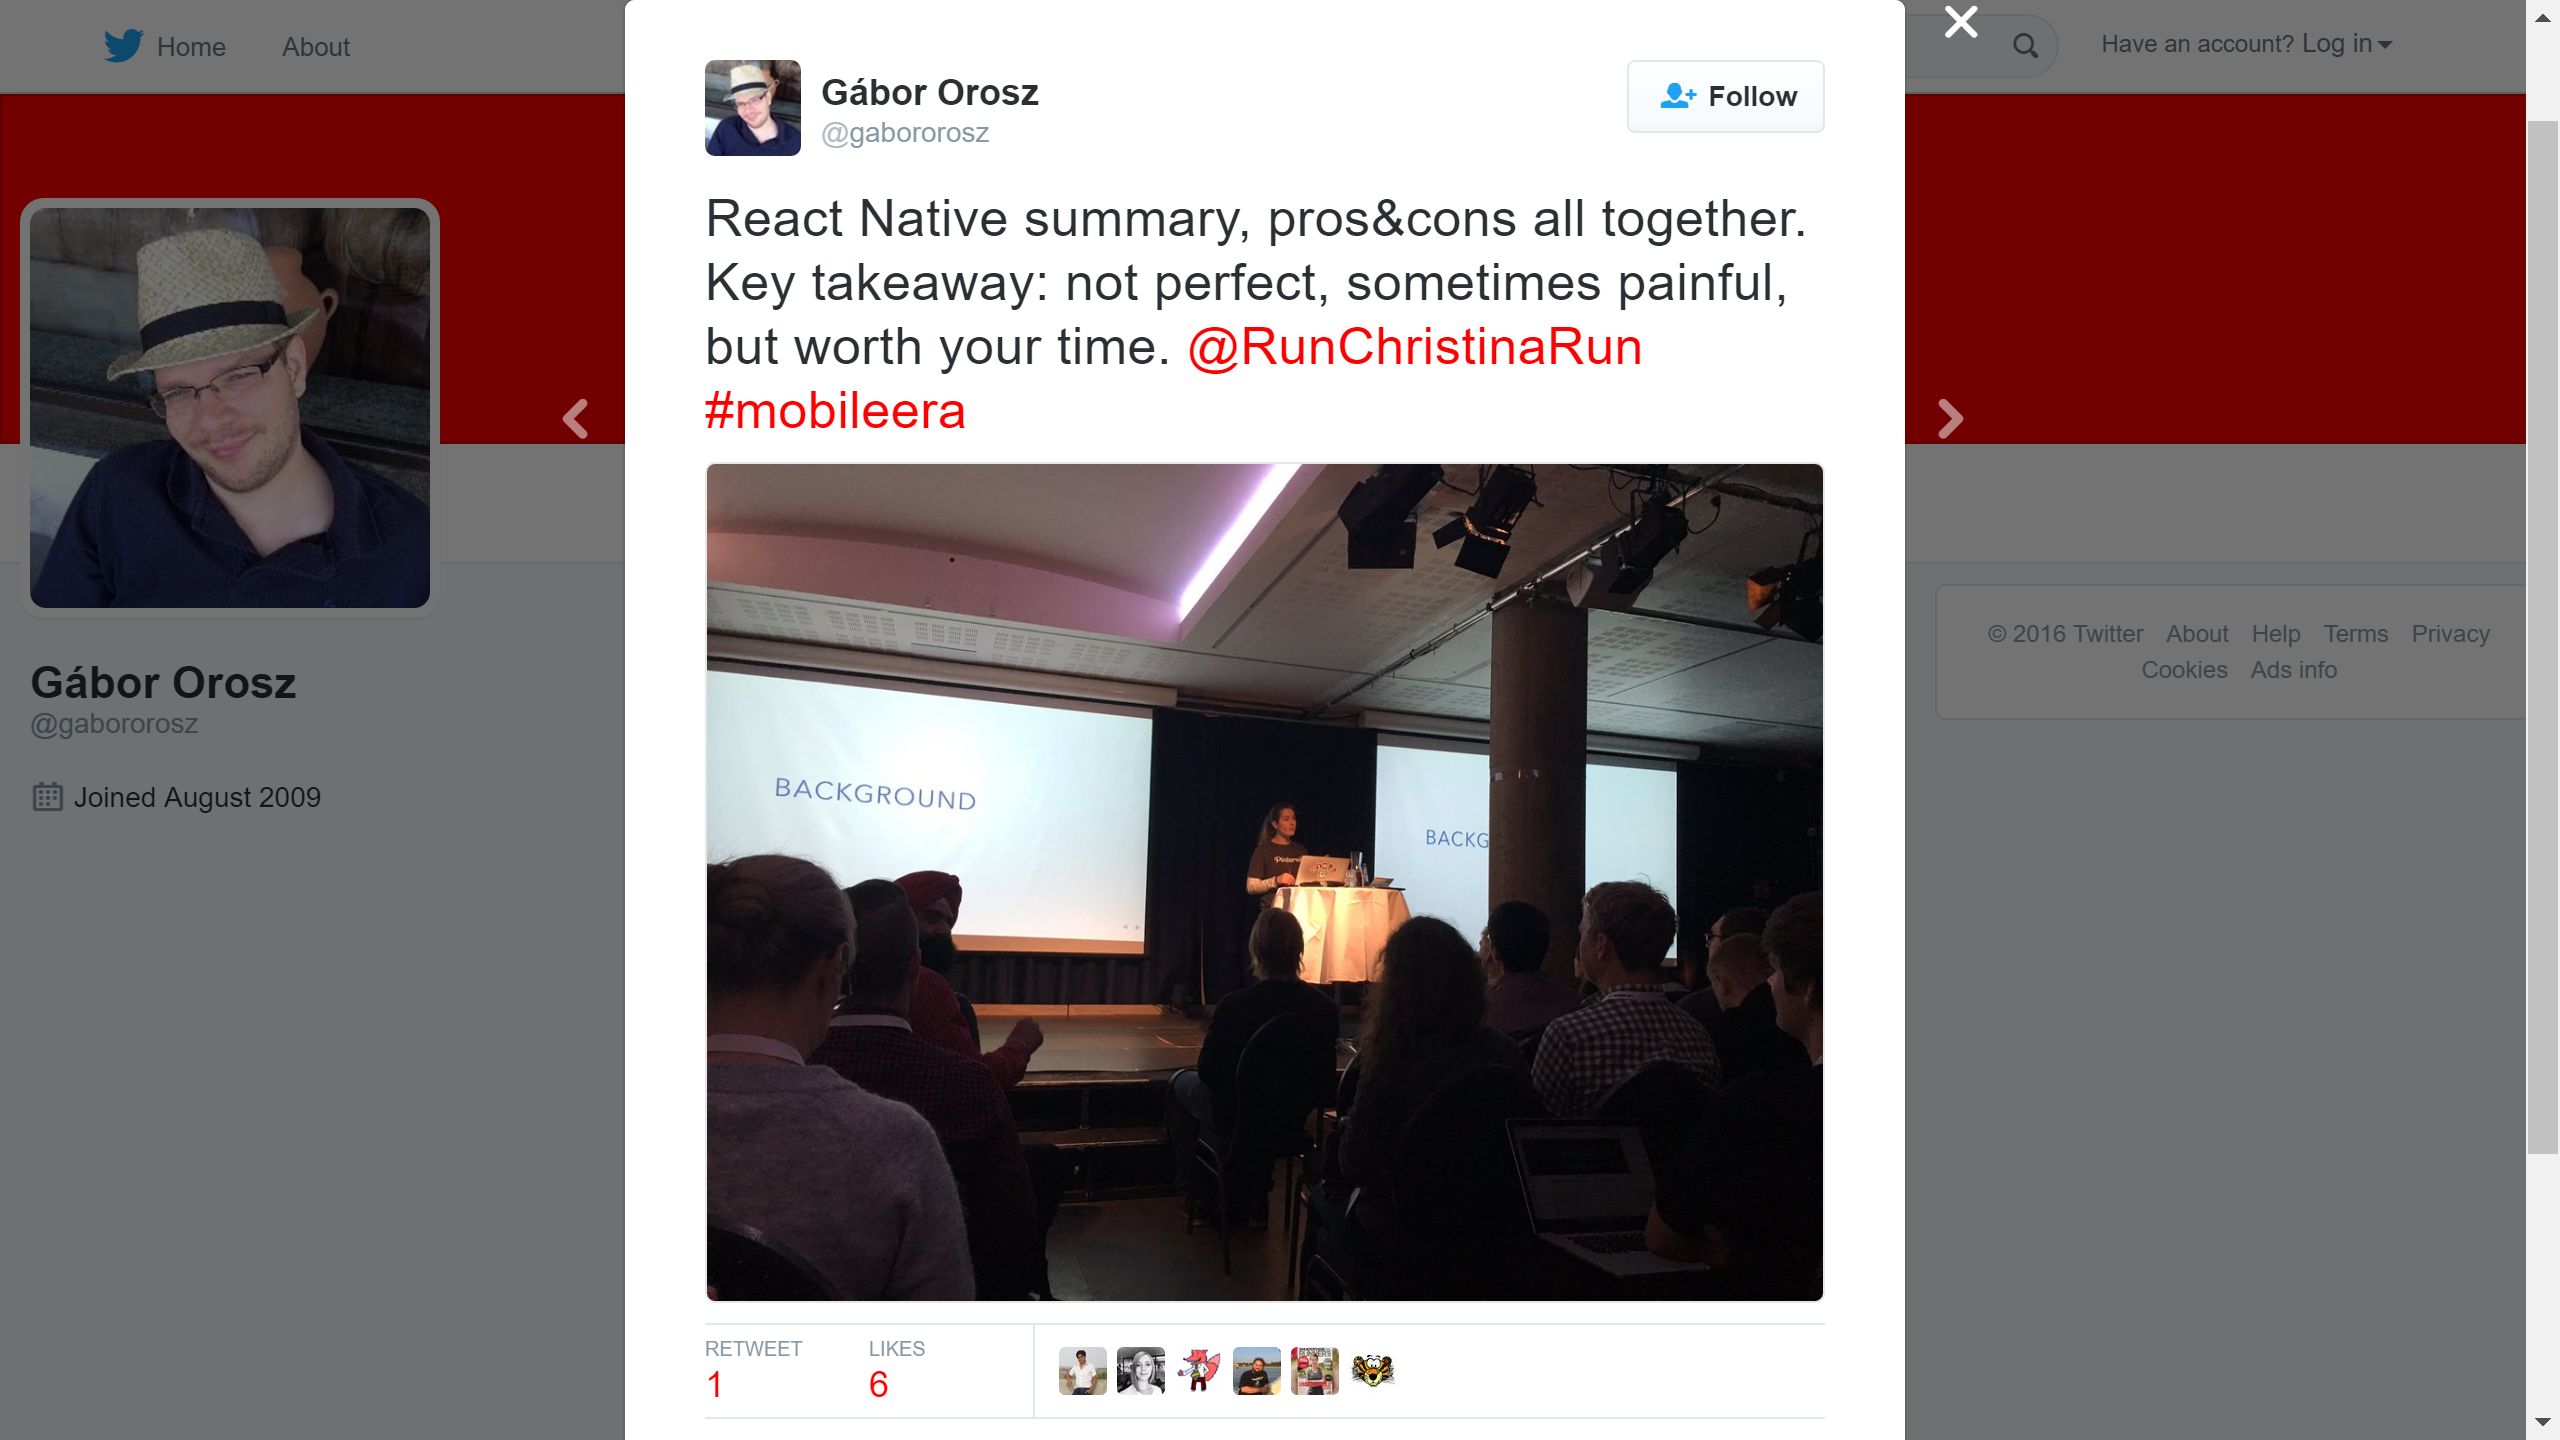 Home About
Have an account? Log in
Gábor Orosz
@gabororosz
Follow
React Native summary, pros&cons all together.
Key takeaway: not perfect, sometimes painful,
but worth your time. @RunChristinaRun
#mobileera
BACKGROUND
BACKG
RETWEET
1
LIKES
6
Gábor Orosz
@gabororosz
Joined August 2009
© 2016 Twitter About Help Terms Privacy
Cookies Ads info